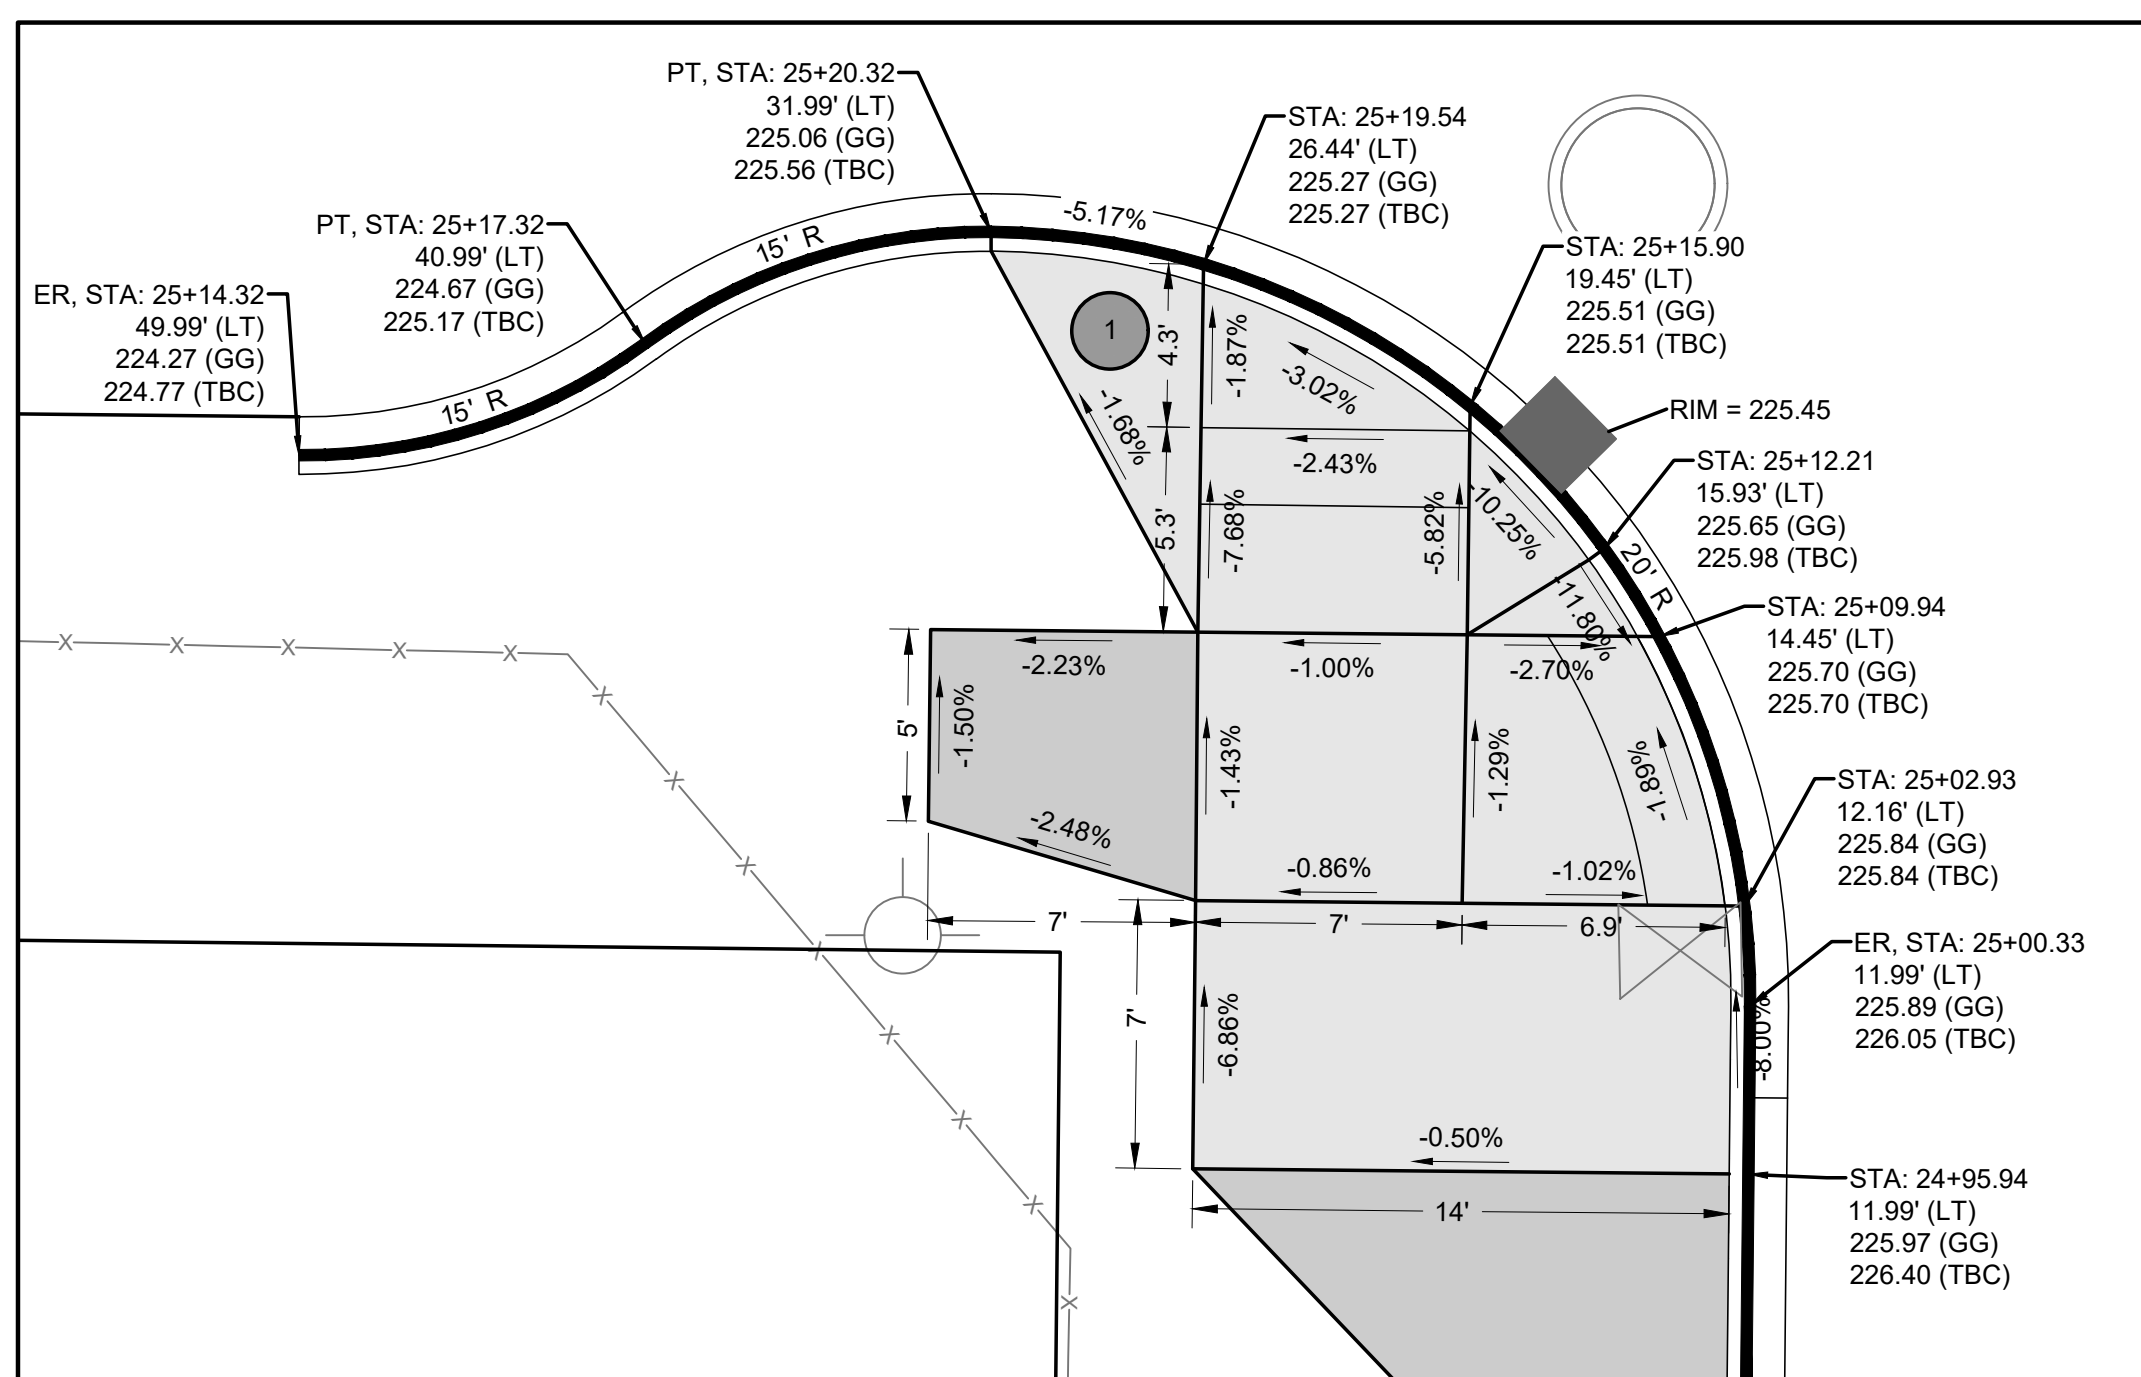 PT, STA: 25+20.32
31.99' (LT)
225.06 (GG)
225.56 (TBC)
STA: 25+19.54
26.44' (LT)
225.27 (GG)
225.27 (TBC)
PT, STA: 25+17.32
40.99' (LT)
224.67 (GG)
225.17 (TBC)
ER, STA: 25+14.32
49.99' (LT)
224.27 (GG)
224.77 (TBC)
STA: 25+15.90
19.45' (LT)
225.51 (GG)
225.51 (TBC)
RIM = 225.45
STA: 25+12.21
15.93' (LT)
225.65 (GG)
225.98 (TBC)
STA: 25+09.94
14.45' (LT)
225.70 (GG)
225.70 (TBC)
STA: 25+02.93
12.16' (LT)
225.84 (GG)
225.84 (TBC)
ER, STA: 25+00.33
11.99' (LT)
225.89 (GG)
226.05 (TBC)
STA: 24+95.94
11.99' (LT)
225.97 (GG)
226.40 (TBC)
15' R
15' R
-5.17%
20' R
1
4.3'
-1.87%
-3.02%
-1.68%
-2.43%
5.3'
-7.68%
-5.82%
-10.25%
-11.80%
-2.23%
-1.00%
-2.70%
5'
-1.50%
-1.43%
-1.29%
-1.89%
-2.48%
-0.86%
-1.02%
7'
7'
6.9'
7'
-6.86%
-8.00%
-0.50%
14'
X
X
X
X
X
X
X
X
X
X
X
X
X